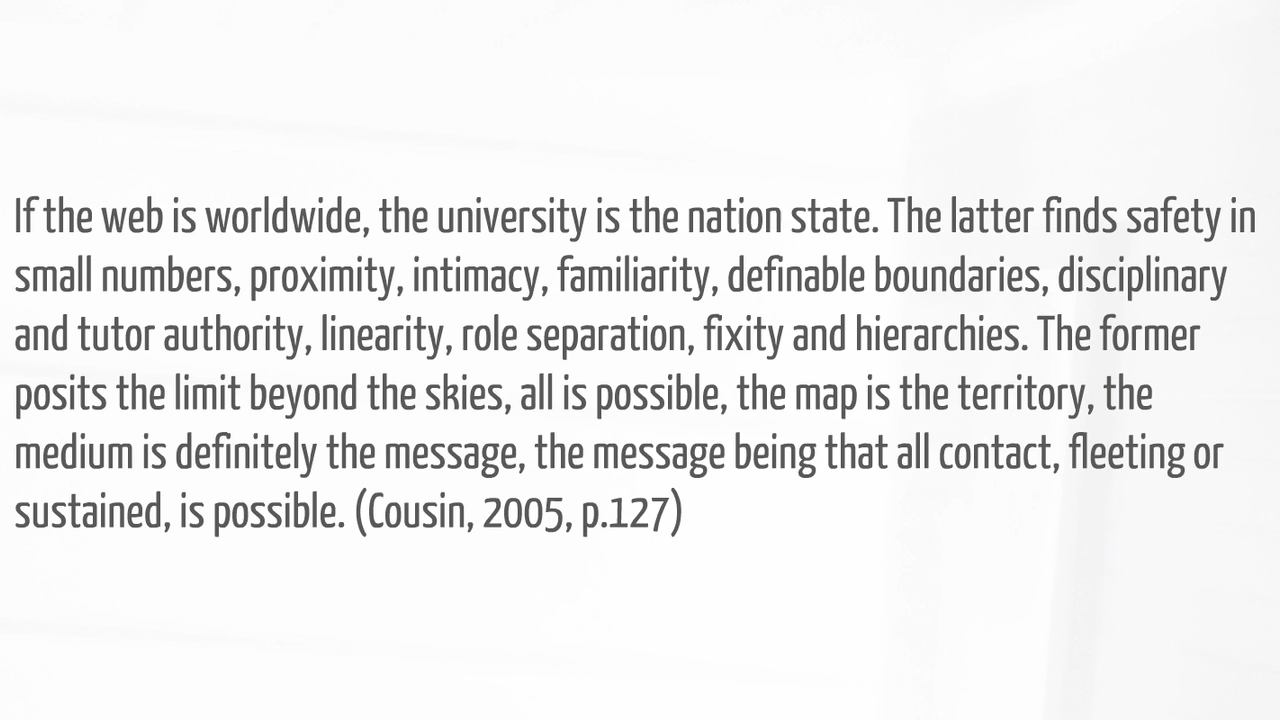 If the web is worldwide, the university is the nation state. The latter finds safety in
small numbers, proximity, intimacy, familiarity, definable boundaries, disciplinary
and tutor authority, linearity, role separation, fixity and hierarchies. The former
posits the limit beyond the skies, all is possible, the map is the territory, the
medium is definitely the message, the message being that all contact, fleeting or
sustained, is possible. (Cousin, 2005, p.127)